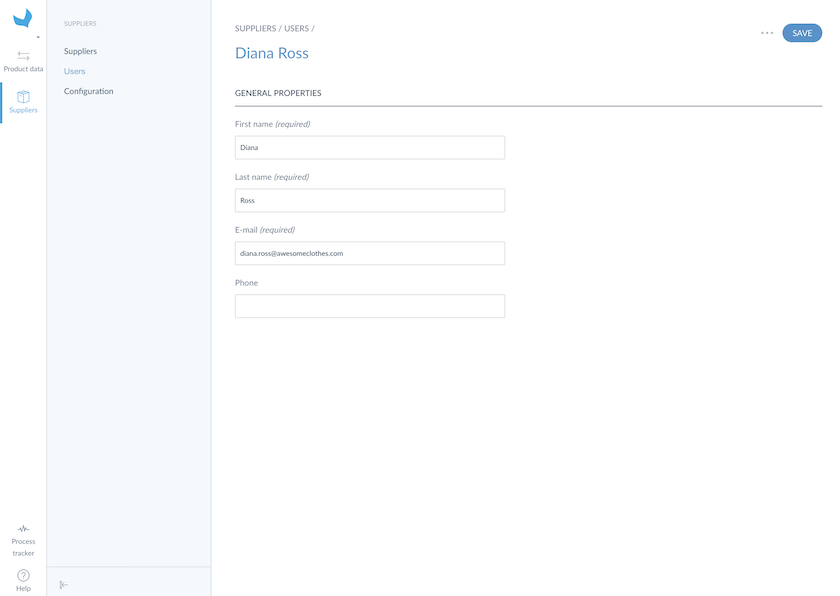 Product data
Suppliers
Process
tracker
Help
SUPPLIERS
Suppliers
Users
Configuration
SUPPLIERS / USERS /
SAVE
Diana Ross
GENERAL PROPERTIES
First name (required)
Diana
Last name (required)
Ross
E-mail (required)
diana.ross@awesomeclothes.com
Phone